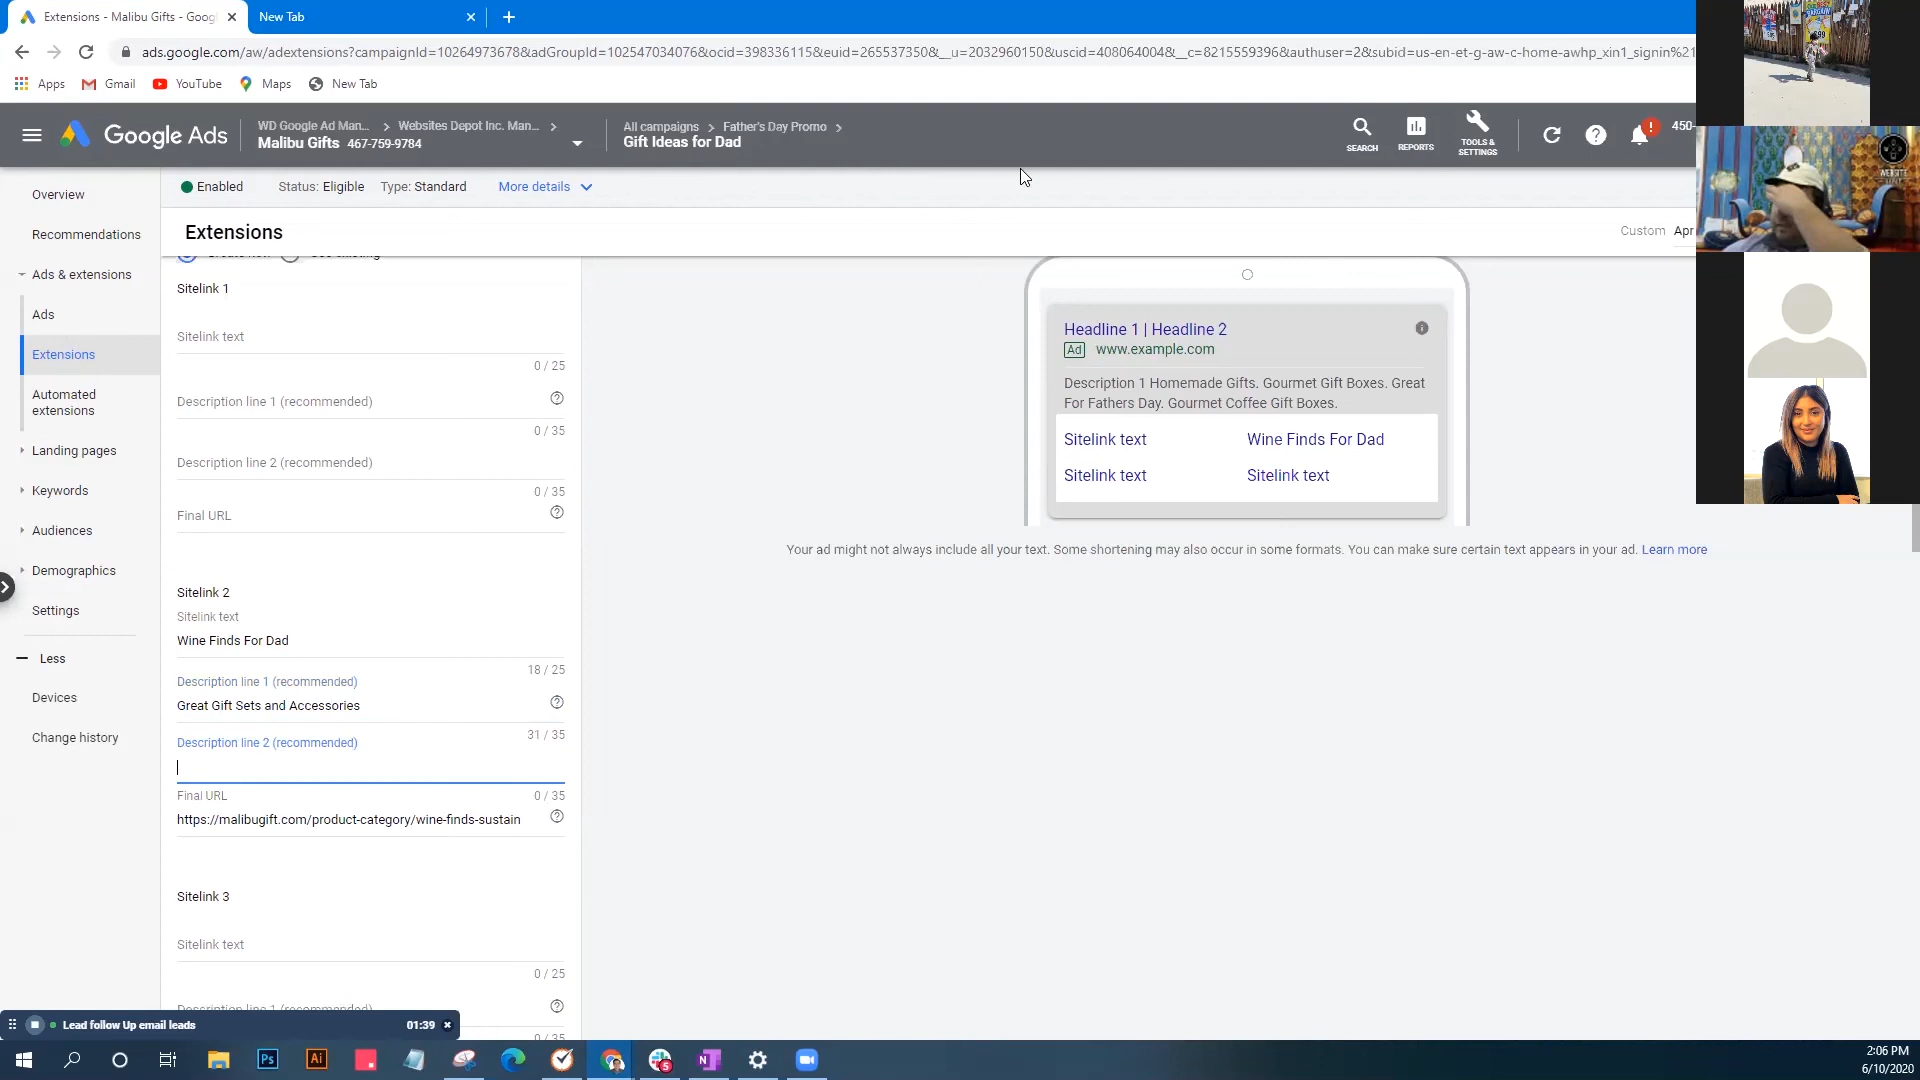 Extensions - Malibu Gifts - Goog
New Tab
ads.google.com/aw/adextensions?campaignId=10264973678&adGroupId=102547034076&ocid=398336115&euid=265537350&__u=2032960150&uscid=4080640048&__c=8215559396&authuser=2&subid=us-en-et-g-aw-c-home-awhp_xin1_signin%21
Apps
Gmail
YouTube
Maps
New Tab
Google Ads
WD Google Ad Man...
Websites Depot Inc. Man...
Malibu Gifts 467-759-9784
All campaigns
Father's Day Promo
Gift Ideas for Dad
SEARCH
REPORTS
TOOLS &
SETTINGS
450-
Enabled
Status: Eligible
Type: Standard
More details
Overview
Recommendations
Ads & extensions
Ads
Extensions
Automated
extensions
Landing pages
Keywords
Audiences
Demographics
Settings
Less
Devices
Change history
Extensions
Custom
Apr
Sitelink 1
Sitelink text
0 / 25
Description line 1 (recommended)
0 / 35
Description line 2 (recommended)
0 / 35
Final URL
Sitelink 2
Sitelink text
Wine Finds For Dad
18 / 25
Description line 1 (recommended)
Great Gift Sets and Accessories
31 / 35
Description line 2 (recommended)
Final URL
0 / 35
https://malibugift.com/product-category/wine-finds-sustain
Sitelink 3
Sitelink text
0 / 25
Description line 1 (recommended)
0 / 35
Headline 1 | Headline 2
Ad
www.example.com
Description 1 Homemade Gifts. Gourmet Gift Boxes. Great
For Fathers Day. Gourmet Coffee Gift Boxes.
Sitelink text
Wine Finds For Dad
Sitelink text
Sitelink text
Your ad might not always include all your text. Some shortening may also occur in some formats. You can make sure certain text appears in your ad. Learn more
Lead follow Up email leads
01:39
Ps
Ai
N
5
2:06 PM
6/10/2020